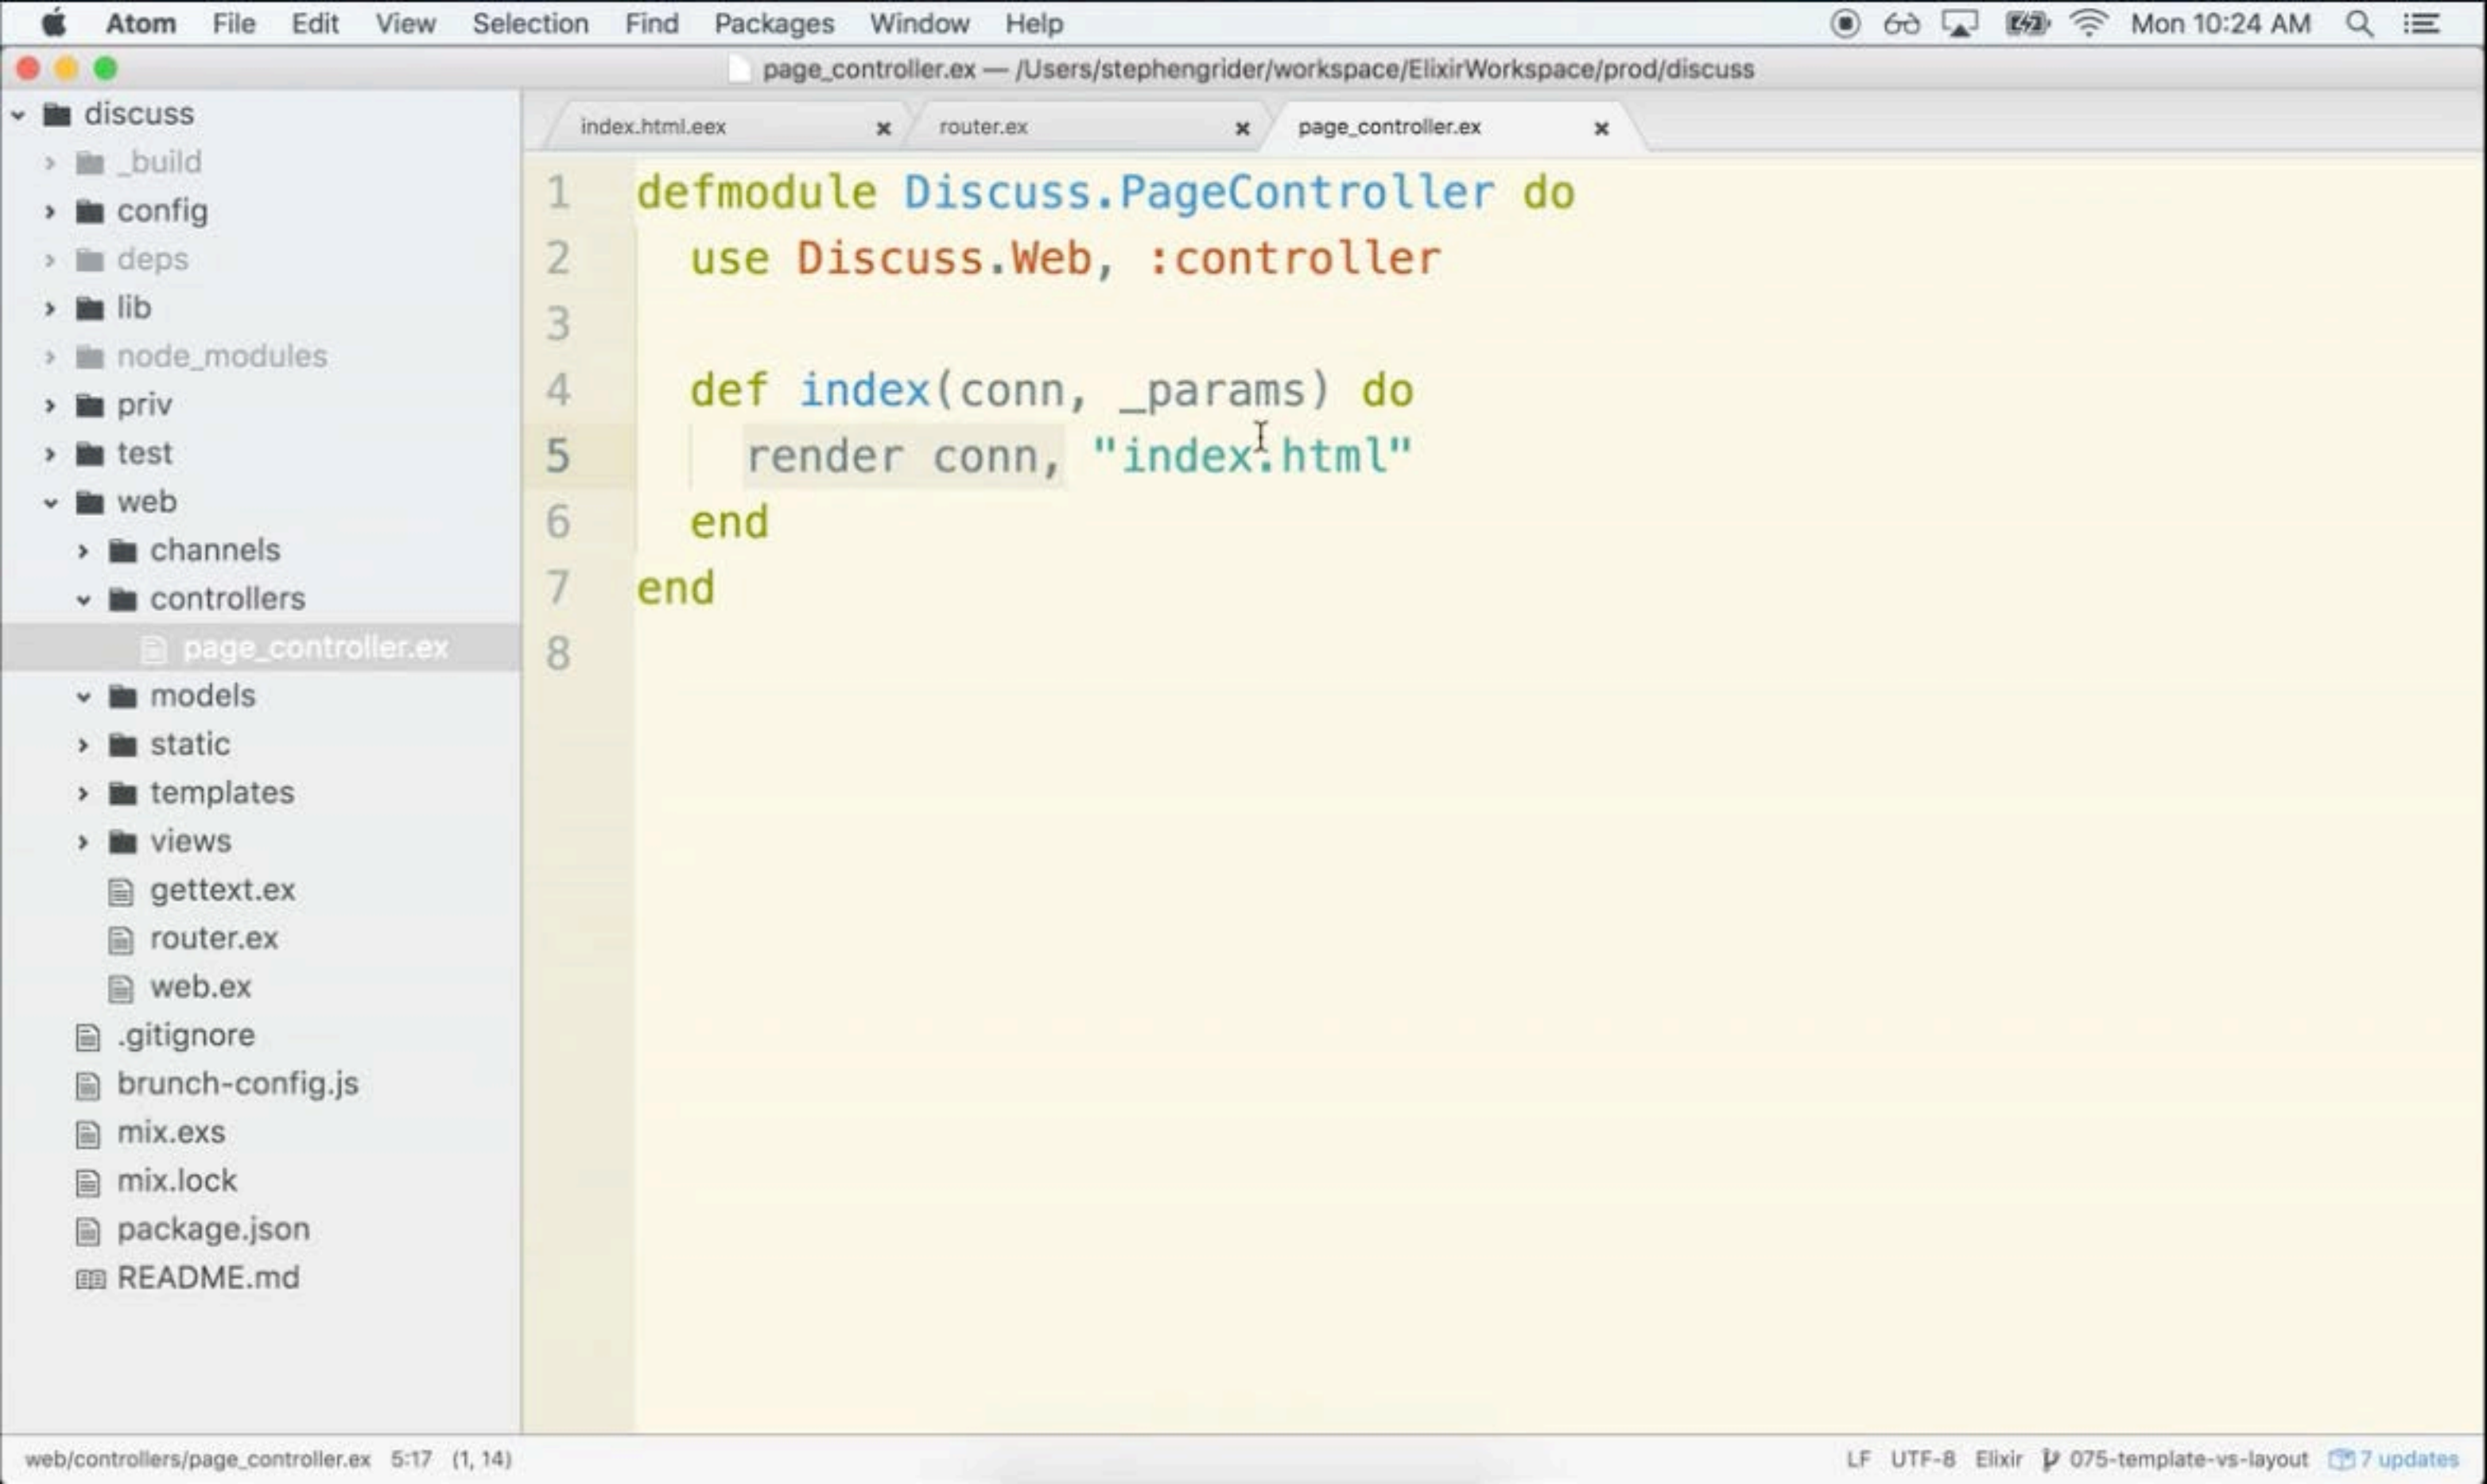 Atom File Edit View Selection Find Packages Window Help Mon 10:24 AM
page_controller.ex — /Users/stephengrider/workspace/ElixirWorkspace/prod/discuss
discuss
_build
config
deps
lib
node_modules
priv
test
web
channels
controllers
page_controller.ex
models
static
templates
views
gettext.ex
router.ex
web.ex
.gitignore
brunch-config.js
mix.exs
mix.lock
package.json
README.md
index.html.eex router.ex page_controller.ex
1 defmodule Discuss.PageController do
2 use Discuss.Web, :controller
3
4 def index(conn, _params) do
5 render conn, "index.html"
6 end
7 end
8
web/controllers/page_controller.ex 5:17 (1, 14) LF UTF-8 Elixir 075-template-vs-layout 7 updates